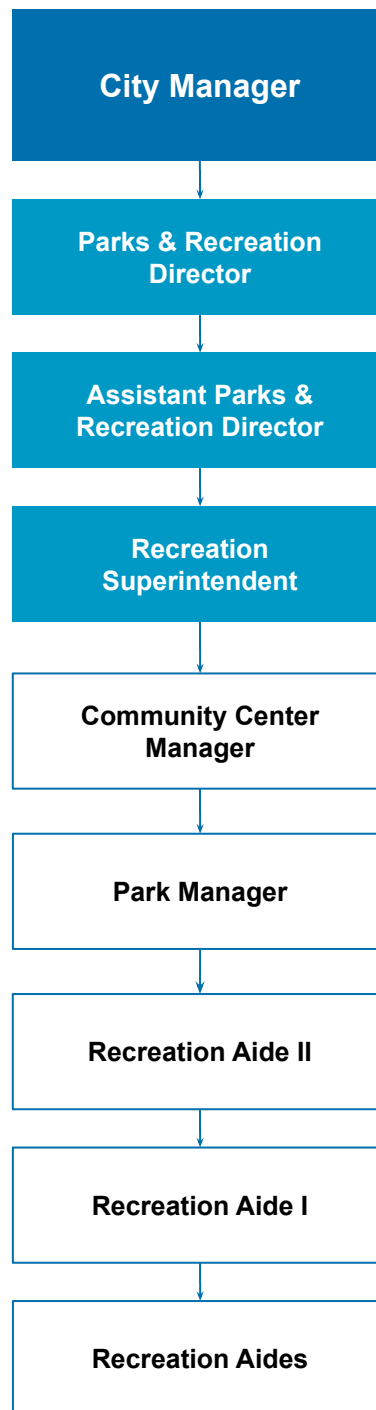 City Manager
Parks & Recreation
Director
Assistant Parks &
Recreation Director
Recreation
Superintendent
Community Center
Manager
Park Manager
Recreation Aide II
Recreation Aide I
Recreation Aides